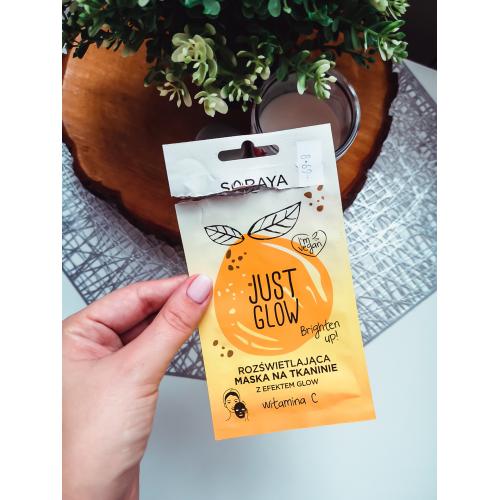 SORAYA
I'm
vegan
JUST
GLOW
Brighten
up!
ROZŚWIETLAJĄCA
MASKA NA TKANINIE
Z EFEKTEM GLOW
witamina C